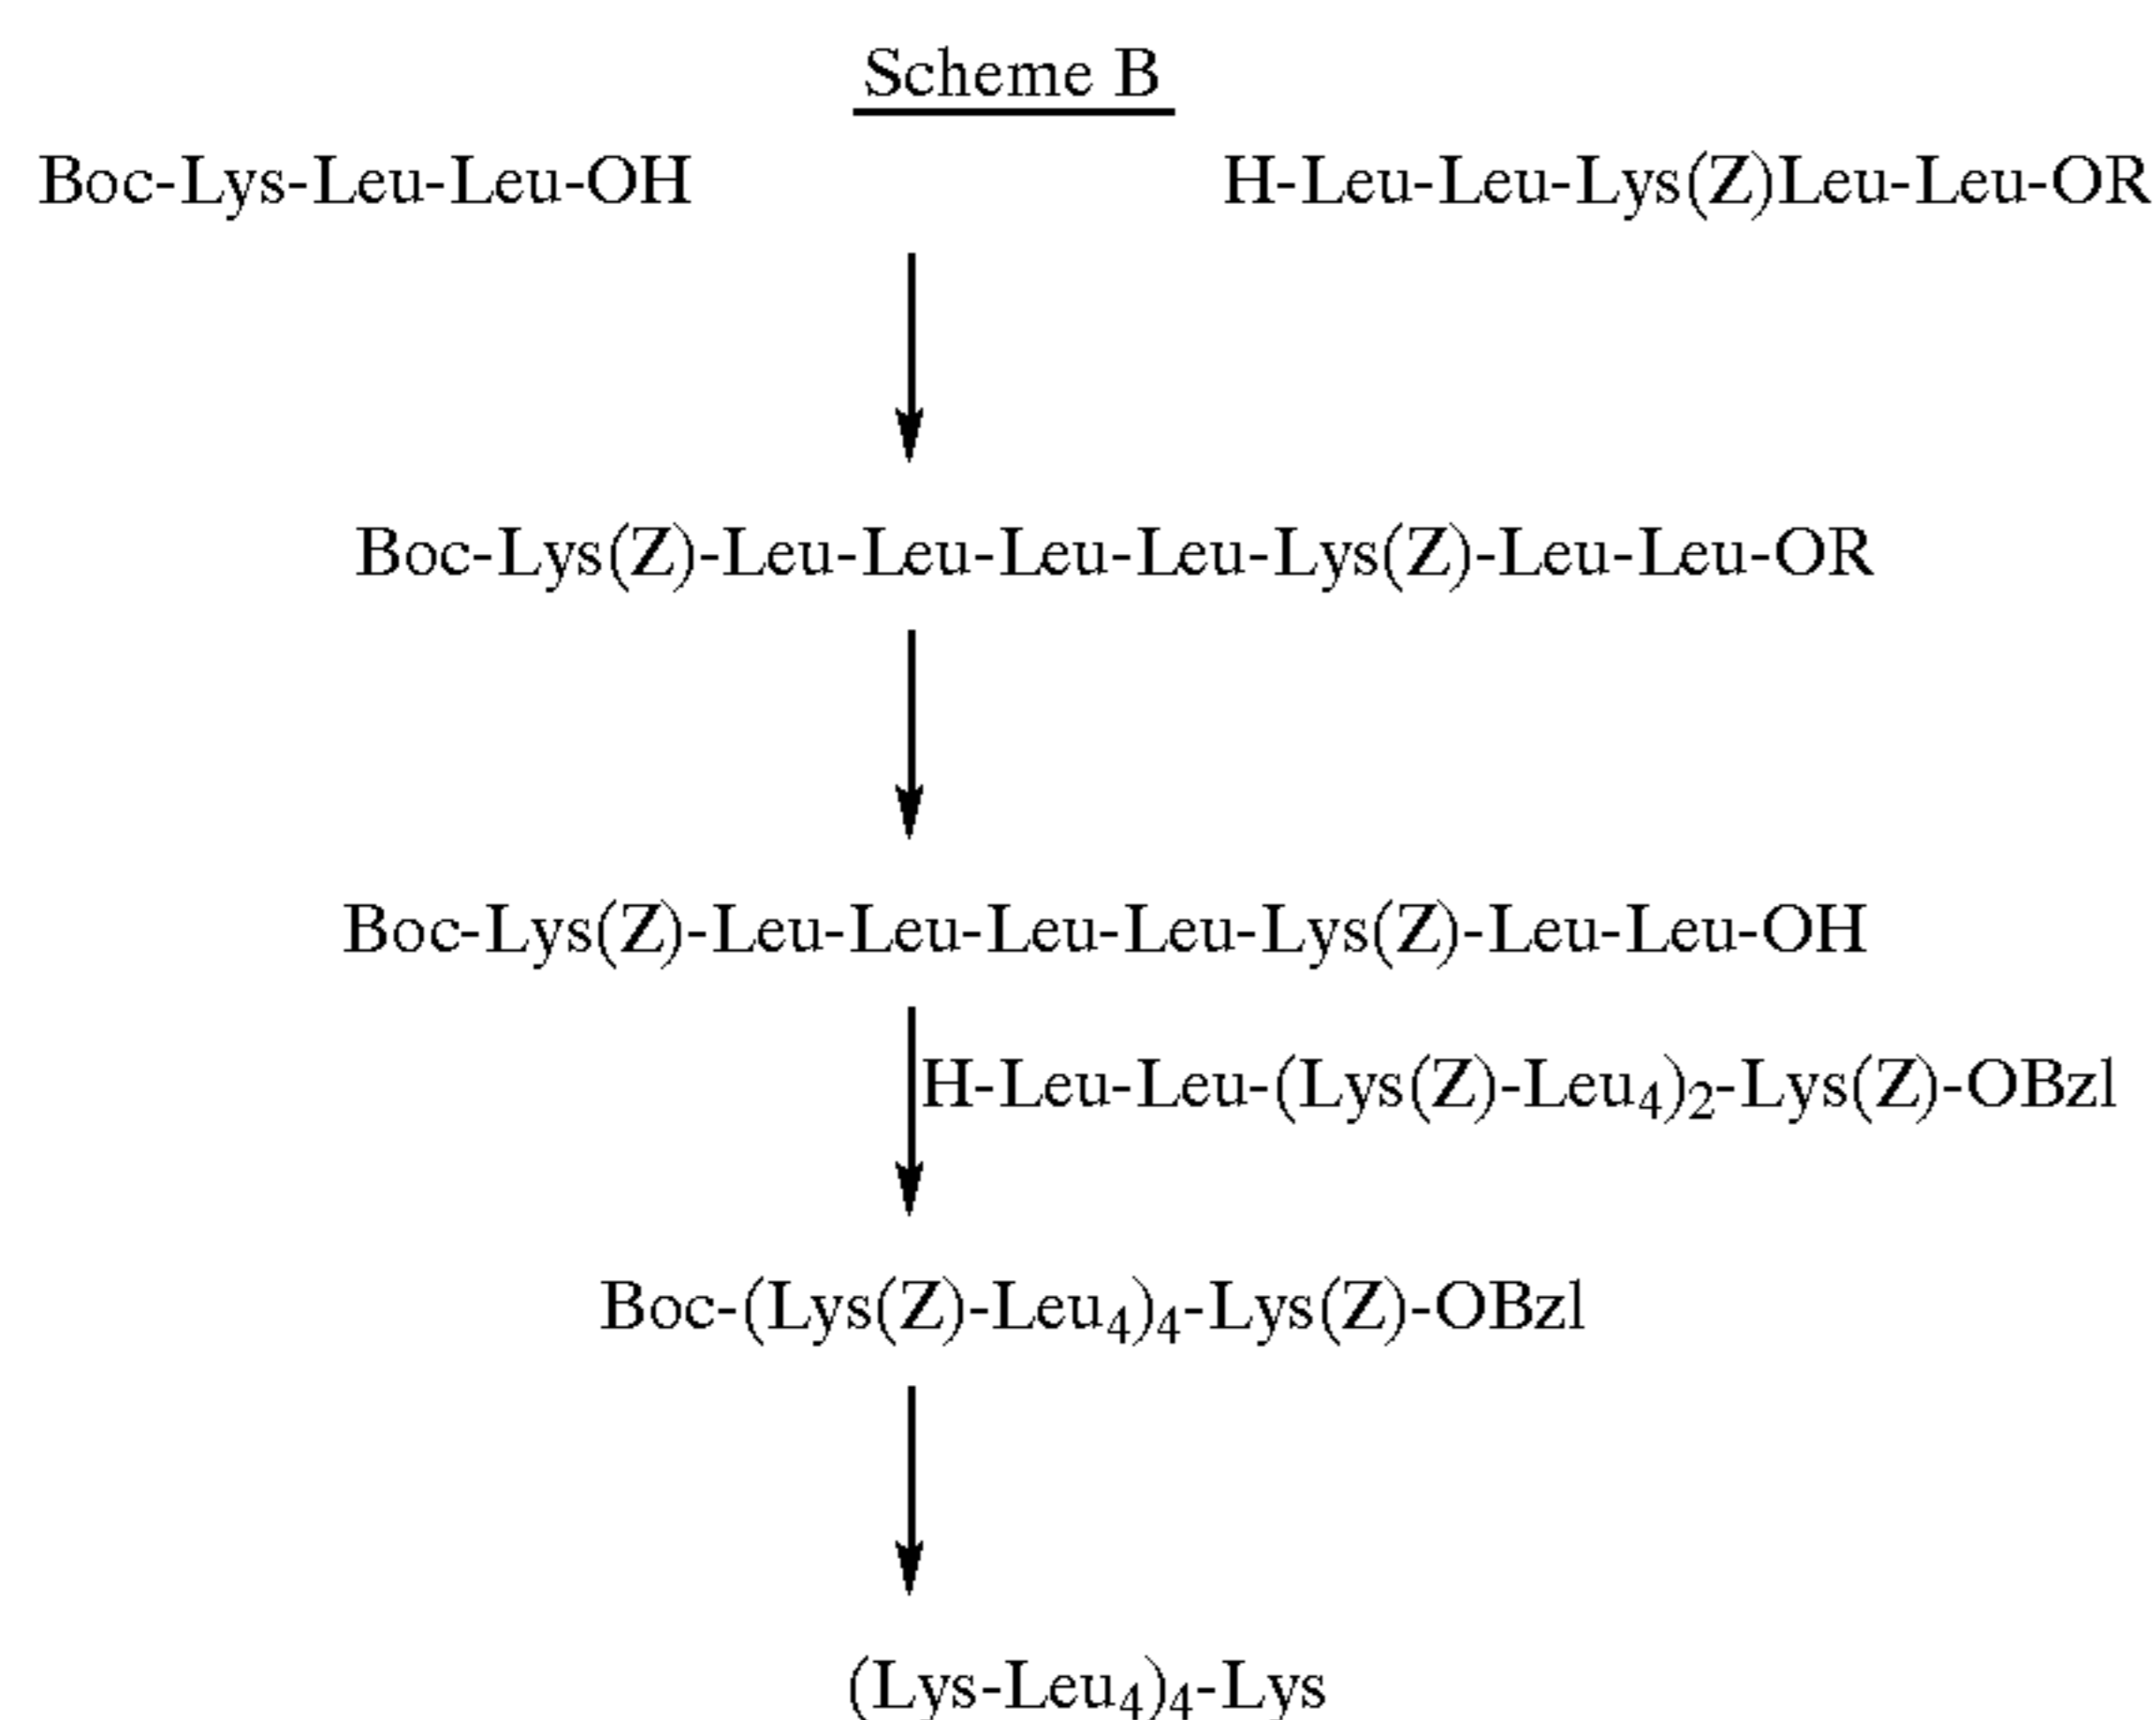 Scheme B
Boc-Lys-Leu-Leu-OH
H-Leu-Leu-Lys(Z)Leu-Leu-OR
Boc-Lys(Z)-Leu-Leu-Leu-Leu-Lys(Z)-Leu-Leu-OR
Boc-Lys(Z)-Leu-Leu-Leu-Leu-Lys(Z)-Leu-Leu-OH
H-Leu-Leu-(Lys(Z)-Leu₄)₂-Lys(Z)-OBzl
Boc-(Lys(Z)-Leu₄)₄-Lys(Z)-OBzl
(Lys-Leu₄)₄-Lys